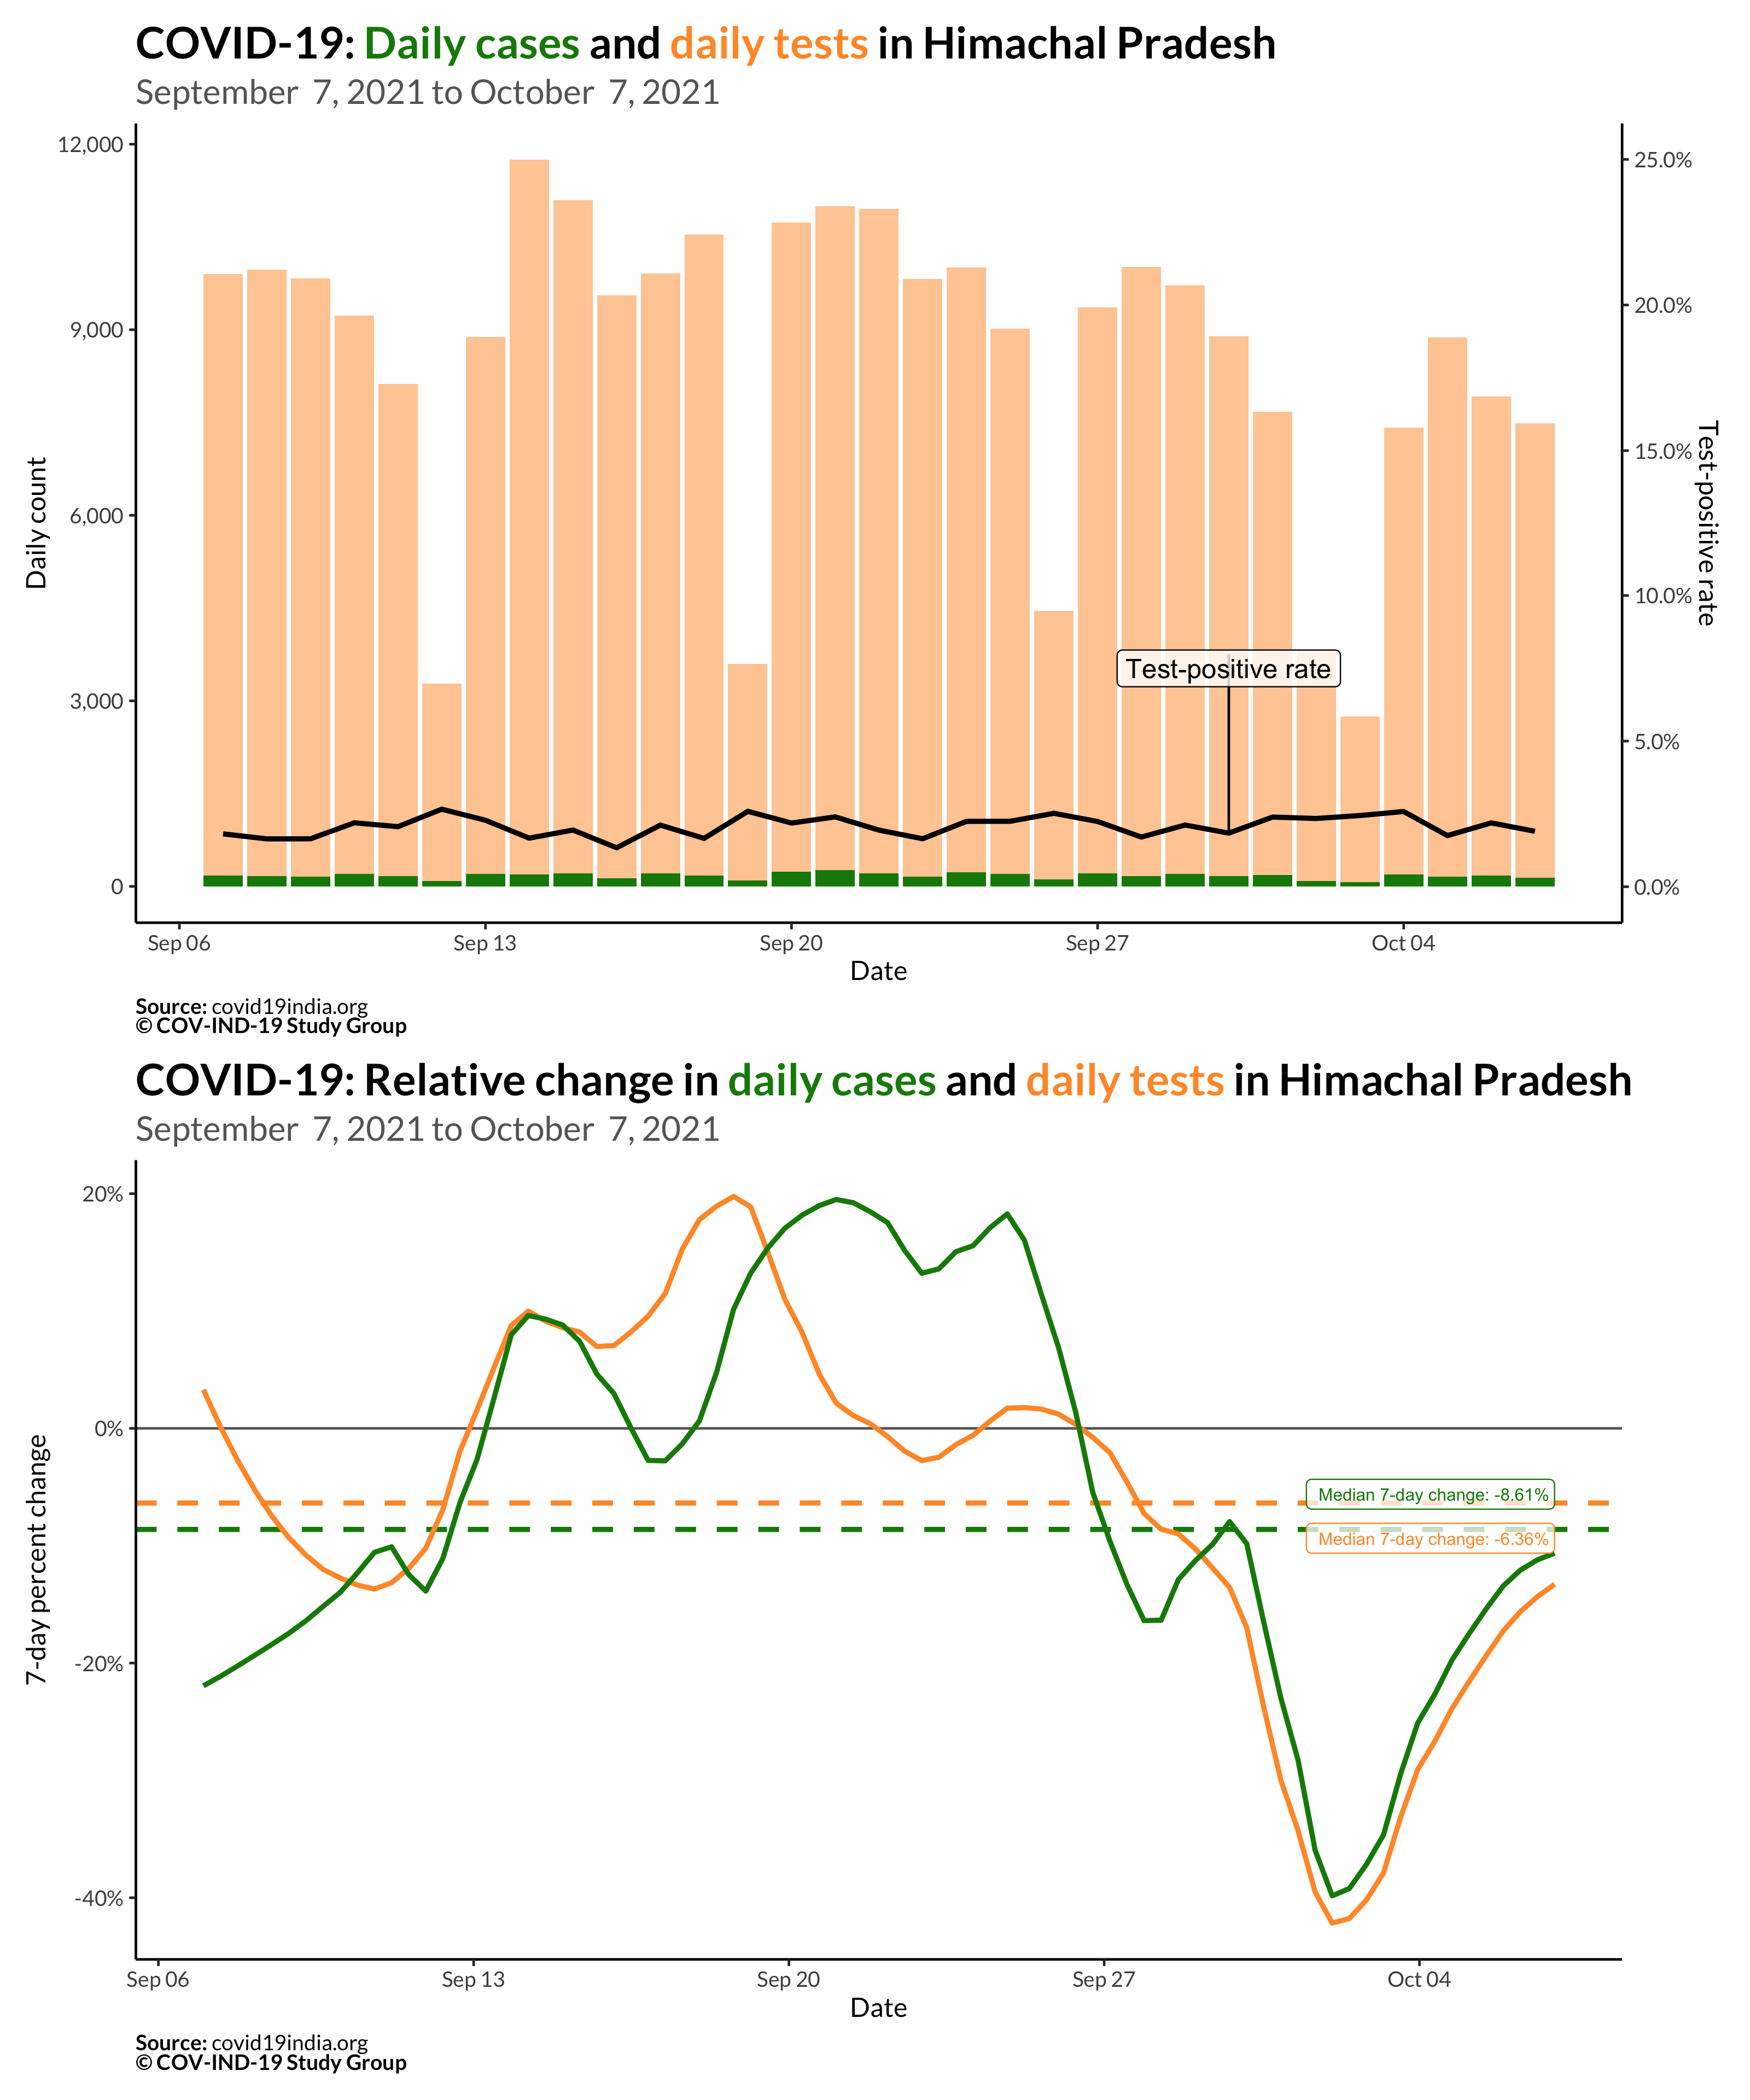 COVID-19: Daily cases and daily tests in Himachal Pradesh
September 7, 2021 to October 7, 2021
12,000
9,000
6,000
3,000
0
Daily count
25.0%
20.0%
15.0%
10.0%
5.0%
0.0%
Test-positive rate
Test-positive rate
Sep 06
Sep 13
Sep 20
Sep 27
Oct 04
Date
Source: covid19india.org
© COV-IND-19 Study Group
COVID-19: Relative change in daily cases and daily tests in Himachal Pradesh
September 7, 2021 to October 7, 2021
20%
0%
-20%
-40%
7-day percent change
Median 7-day change: -8.61%
Median 7-day change: -6.36%
Sep 06
Sep 13
Sep 20
Sep 27
Oct 04
Date
Source: covid19india.org
© COV-IND-19 Study Group